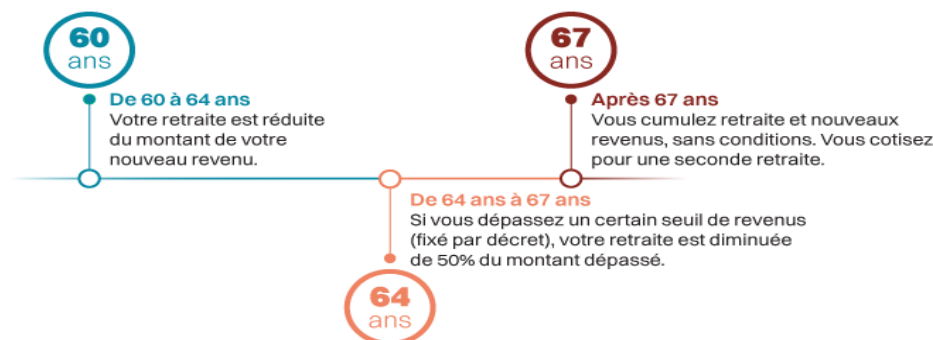 60
ans
De 60 à 64 ans
Votre retraite est réduite
du montant de votre
nouveau revenu.
67
ans
Après 67 ans
Vous cumulez retraite et nouveaux
revenus, sans conditions. Vous cotisez
pour une seconde retraite.
De 64 ans à 67 ans
Si vous dépassez un certain seuil de revenus
(fixé par décret), votre retraite est diminuée
de 50% du montant dépassé.
64
ans